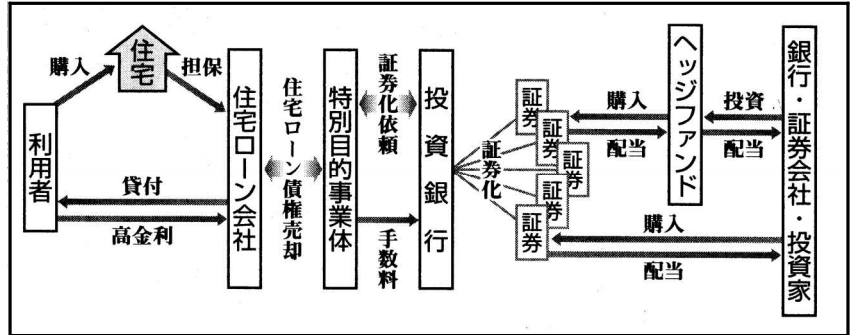 住宅
購入
担保
利用者
貸付
高金利
住宅ローン会社
住宅ローン債権売却
特別目的事業体
証券化依頼
手数料
投資銀行
証券化
証券
証券
証券
証券
証券
購入
配当
ヘッジファンド
投資
配当
購入
配当
銀行・証券会社・投資家